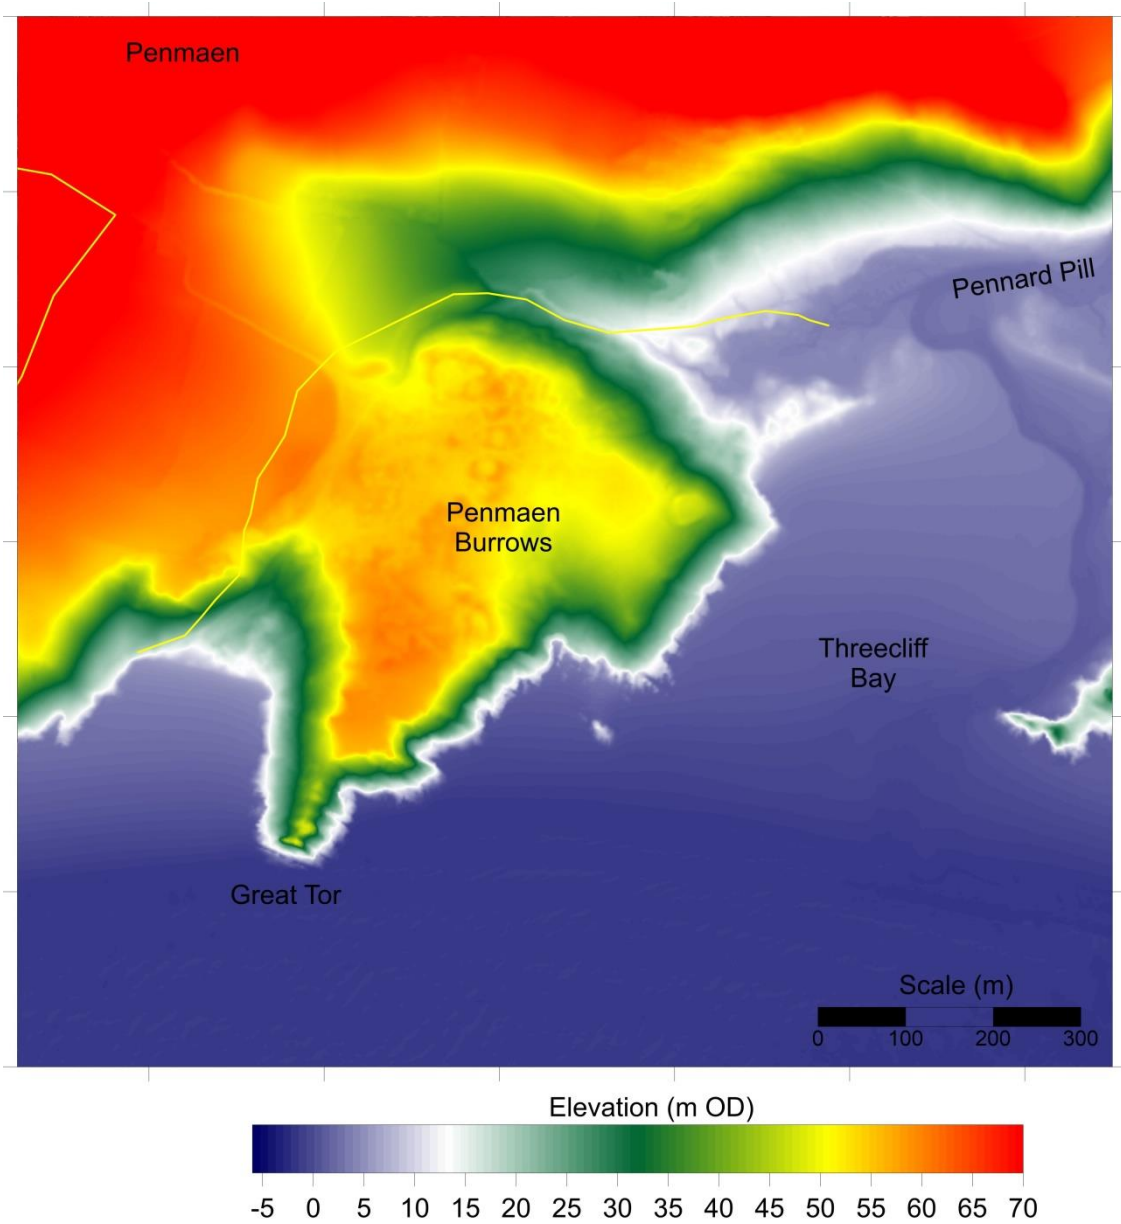 Penmaen
Pennard Pill
Penmaen
Burrows
Threecliff
Bay
Great Tor
Scale (m)
0 100 200 300
Elevation (m OD)
-5 0 5 10 15 20 25 30 35 40 45 50 55 60 65 70